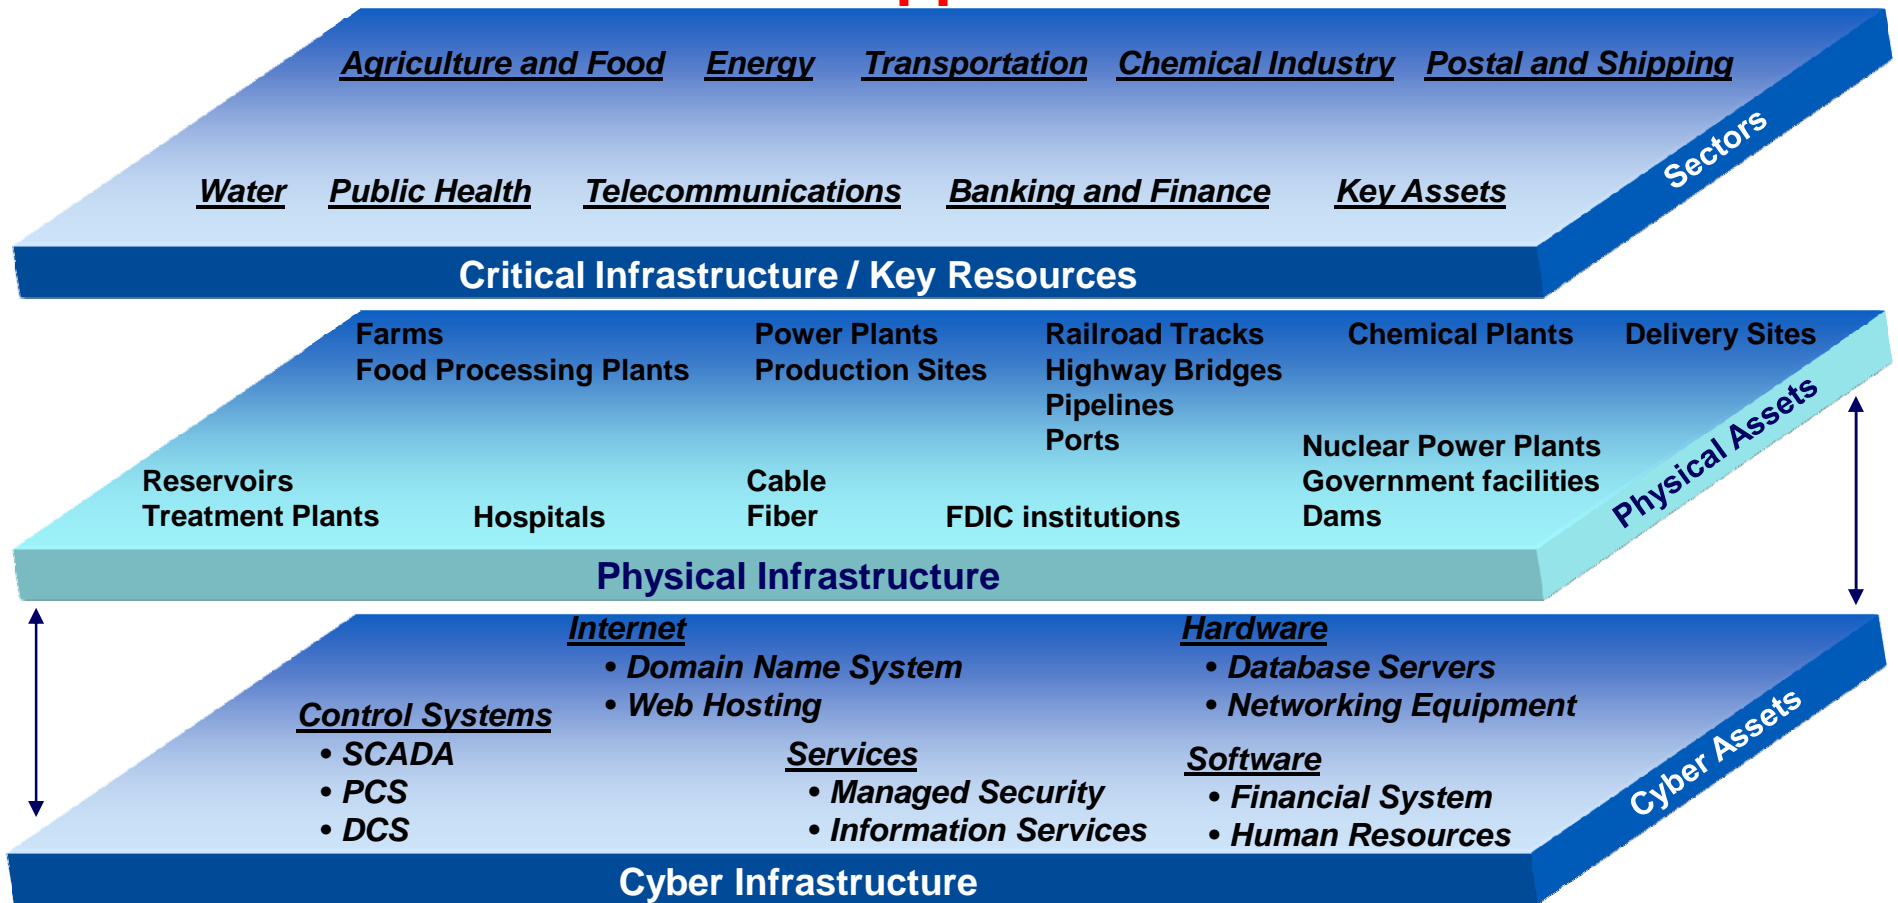 Agriculture and Food Energy Transportation Chemical Industry Postal and Shipping
Water Public Health Telecommunications Banking and Finance Key Assets
Sectors
Critical Infrastructure / Key Resources
Farms Power Plants Railroad Tracks Chemical Plants Delivery Sites
Food Processing Plants Production Sites Highway Bridges
Pipelines
Ports
Nuclear Power Plants
Reservoirs Cable Government facilities
Treatment Plants Hospitals Fiber FDIC institutions Dams
Physical Assets
Physical Infrastructure
Internet
• Domain Name System
• Web Hosting
Hardware
• Database Servers
• Networking Equipment
Control Systems
• SCADA
• PCS
• DCS
Services
• Managed Security
• Information Services
Software
• Financial System
• Human Resources
Cyber Assets
Cyber Infrastructure